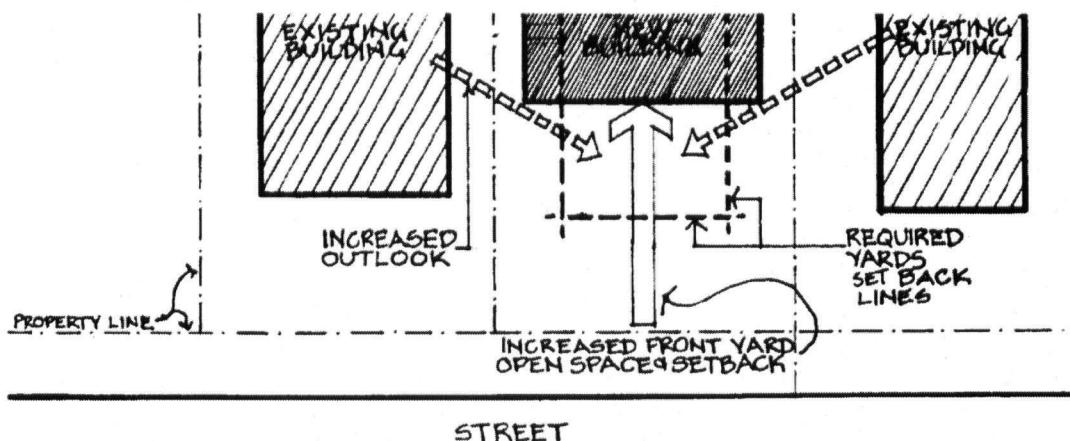 EXISTING
BUILDING
NEW
BUILDING
EXISTING
BUILDING
INCREASED
OUTLOOK
REQUIRED
YARDS
SET BACK
LINES
PROPERTY LINE
INCREASED FRONT YARD
OPEN SPACE & SETBACK
STREET